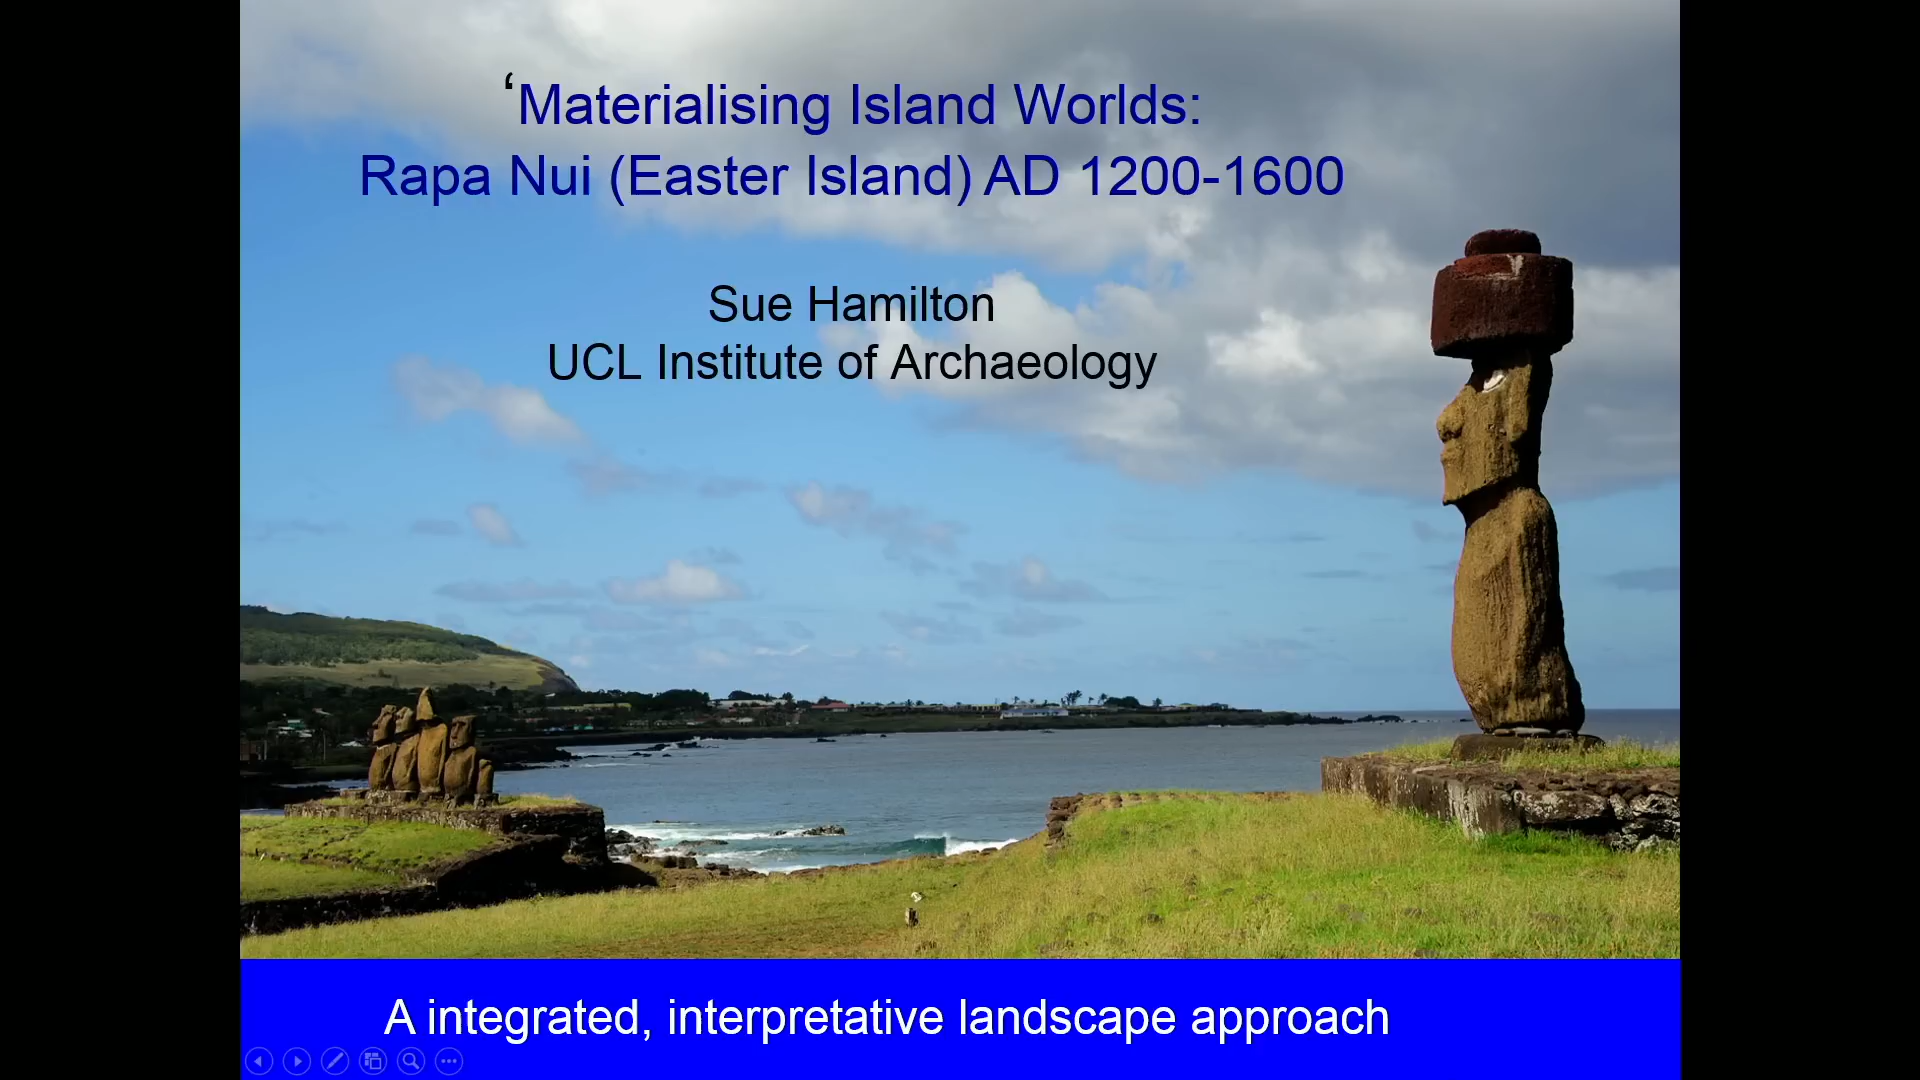 ‘Materialising Island Worlds:
Rapa Nui (Easter Island) AD 1200-1600
Sue Hamilton
UCL Institute of Archaeology
A integrated, interpretative landscape approach